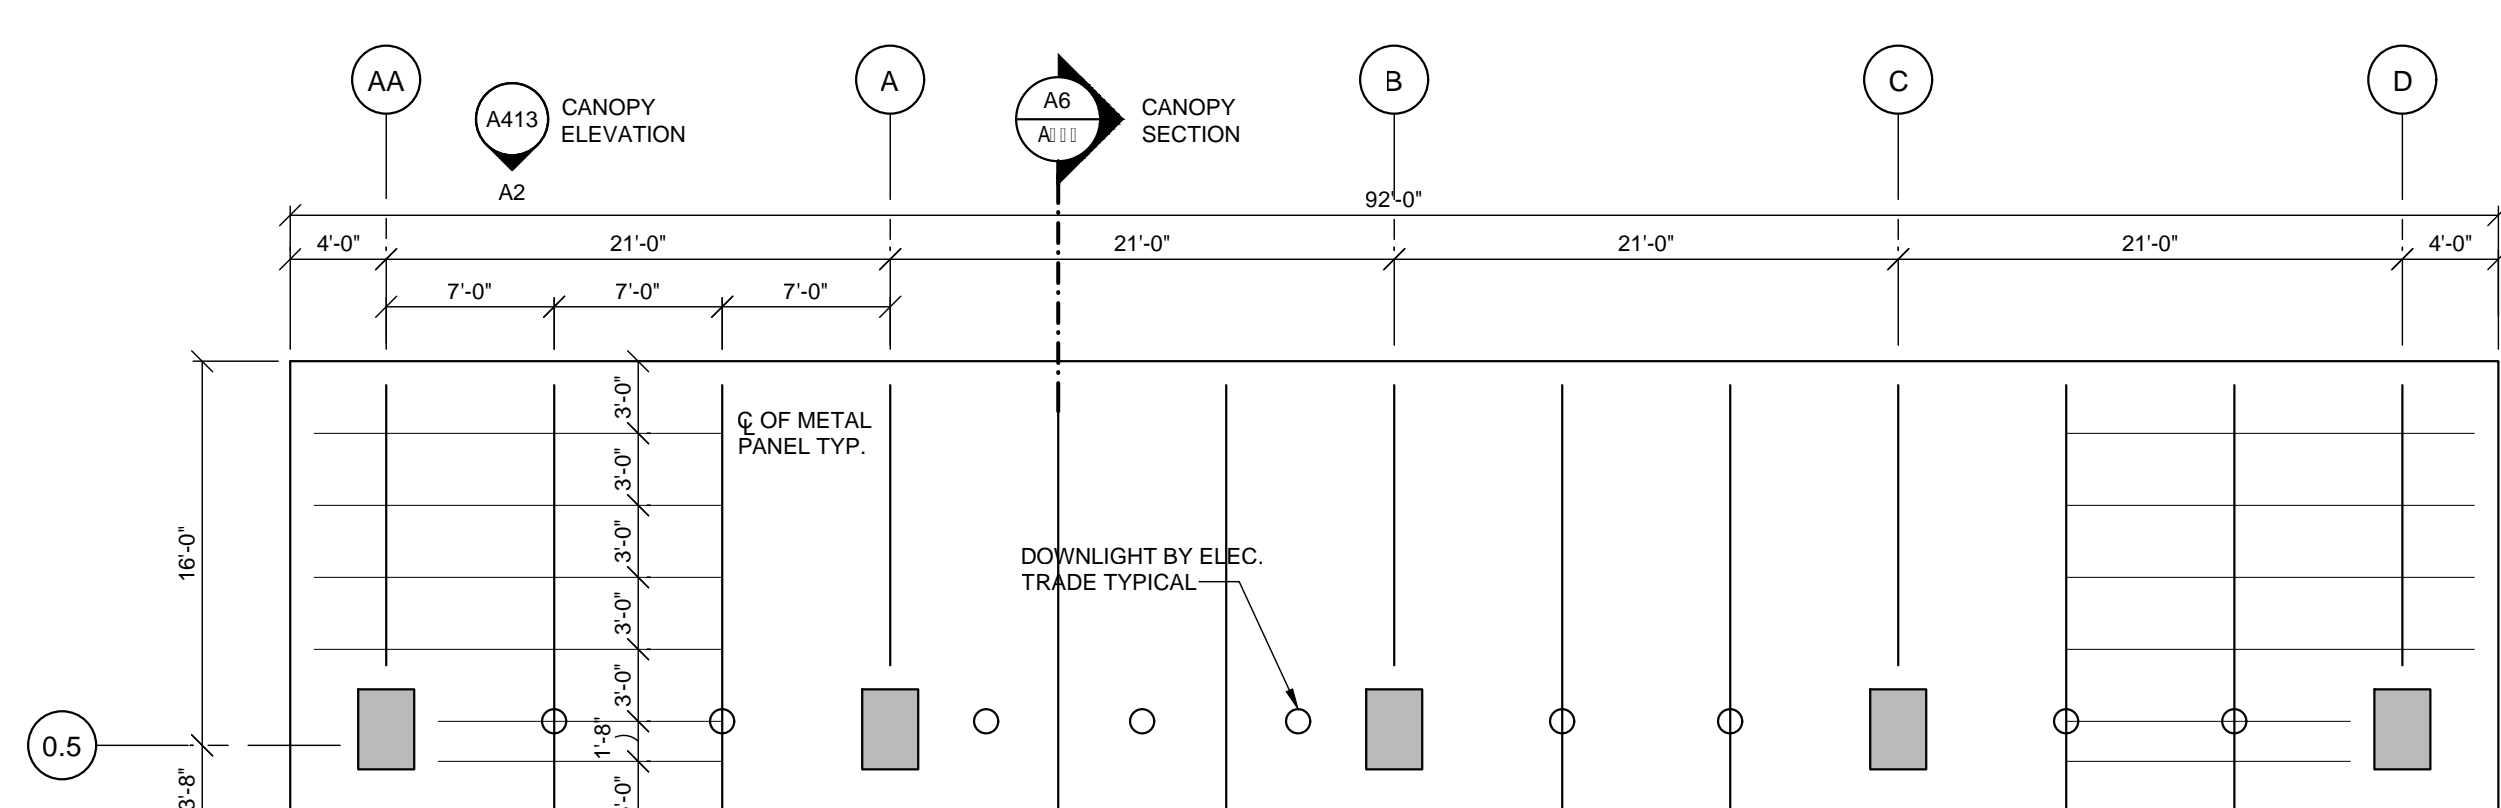 AA
A
B
C
D
A413
CANOPY
ELEVATION
A2
A6
CANOPY
SECTION
92'-0"
4'-0"
21'-0"
21'-0"
21'-0"
21'-0"
4'-0"
7'-0"
7'-0"
7'-0"
3'-0"
3'-0"
3'-0"
3'-0"
3'-0"
1'-8"
℄ OF METAL
PANEL TYP.
16'-0"
DOWNLIGHT BY ELEC.
TRADE TYPICAL
0.5
3'-8"